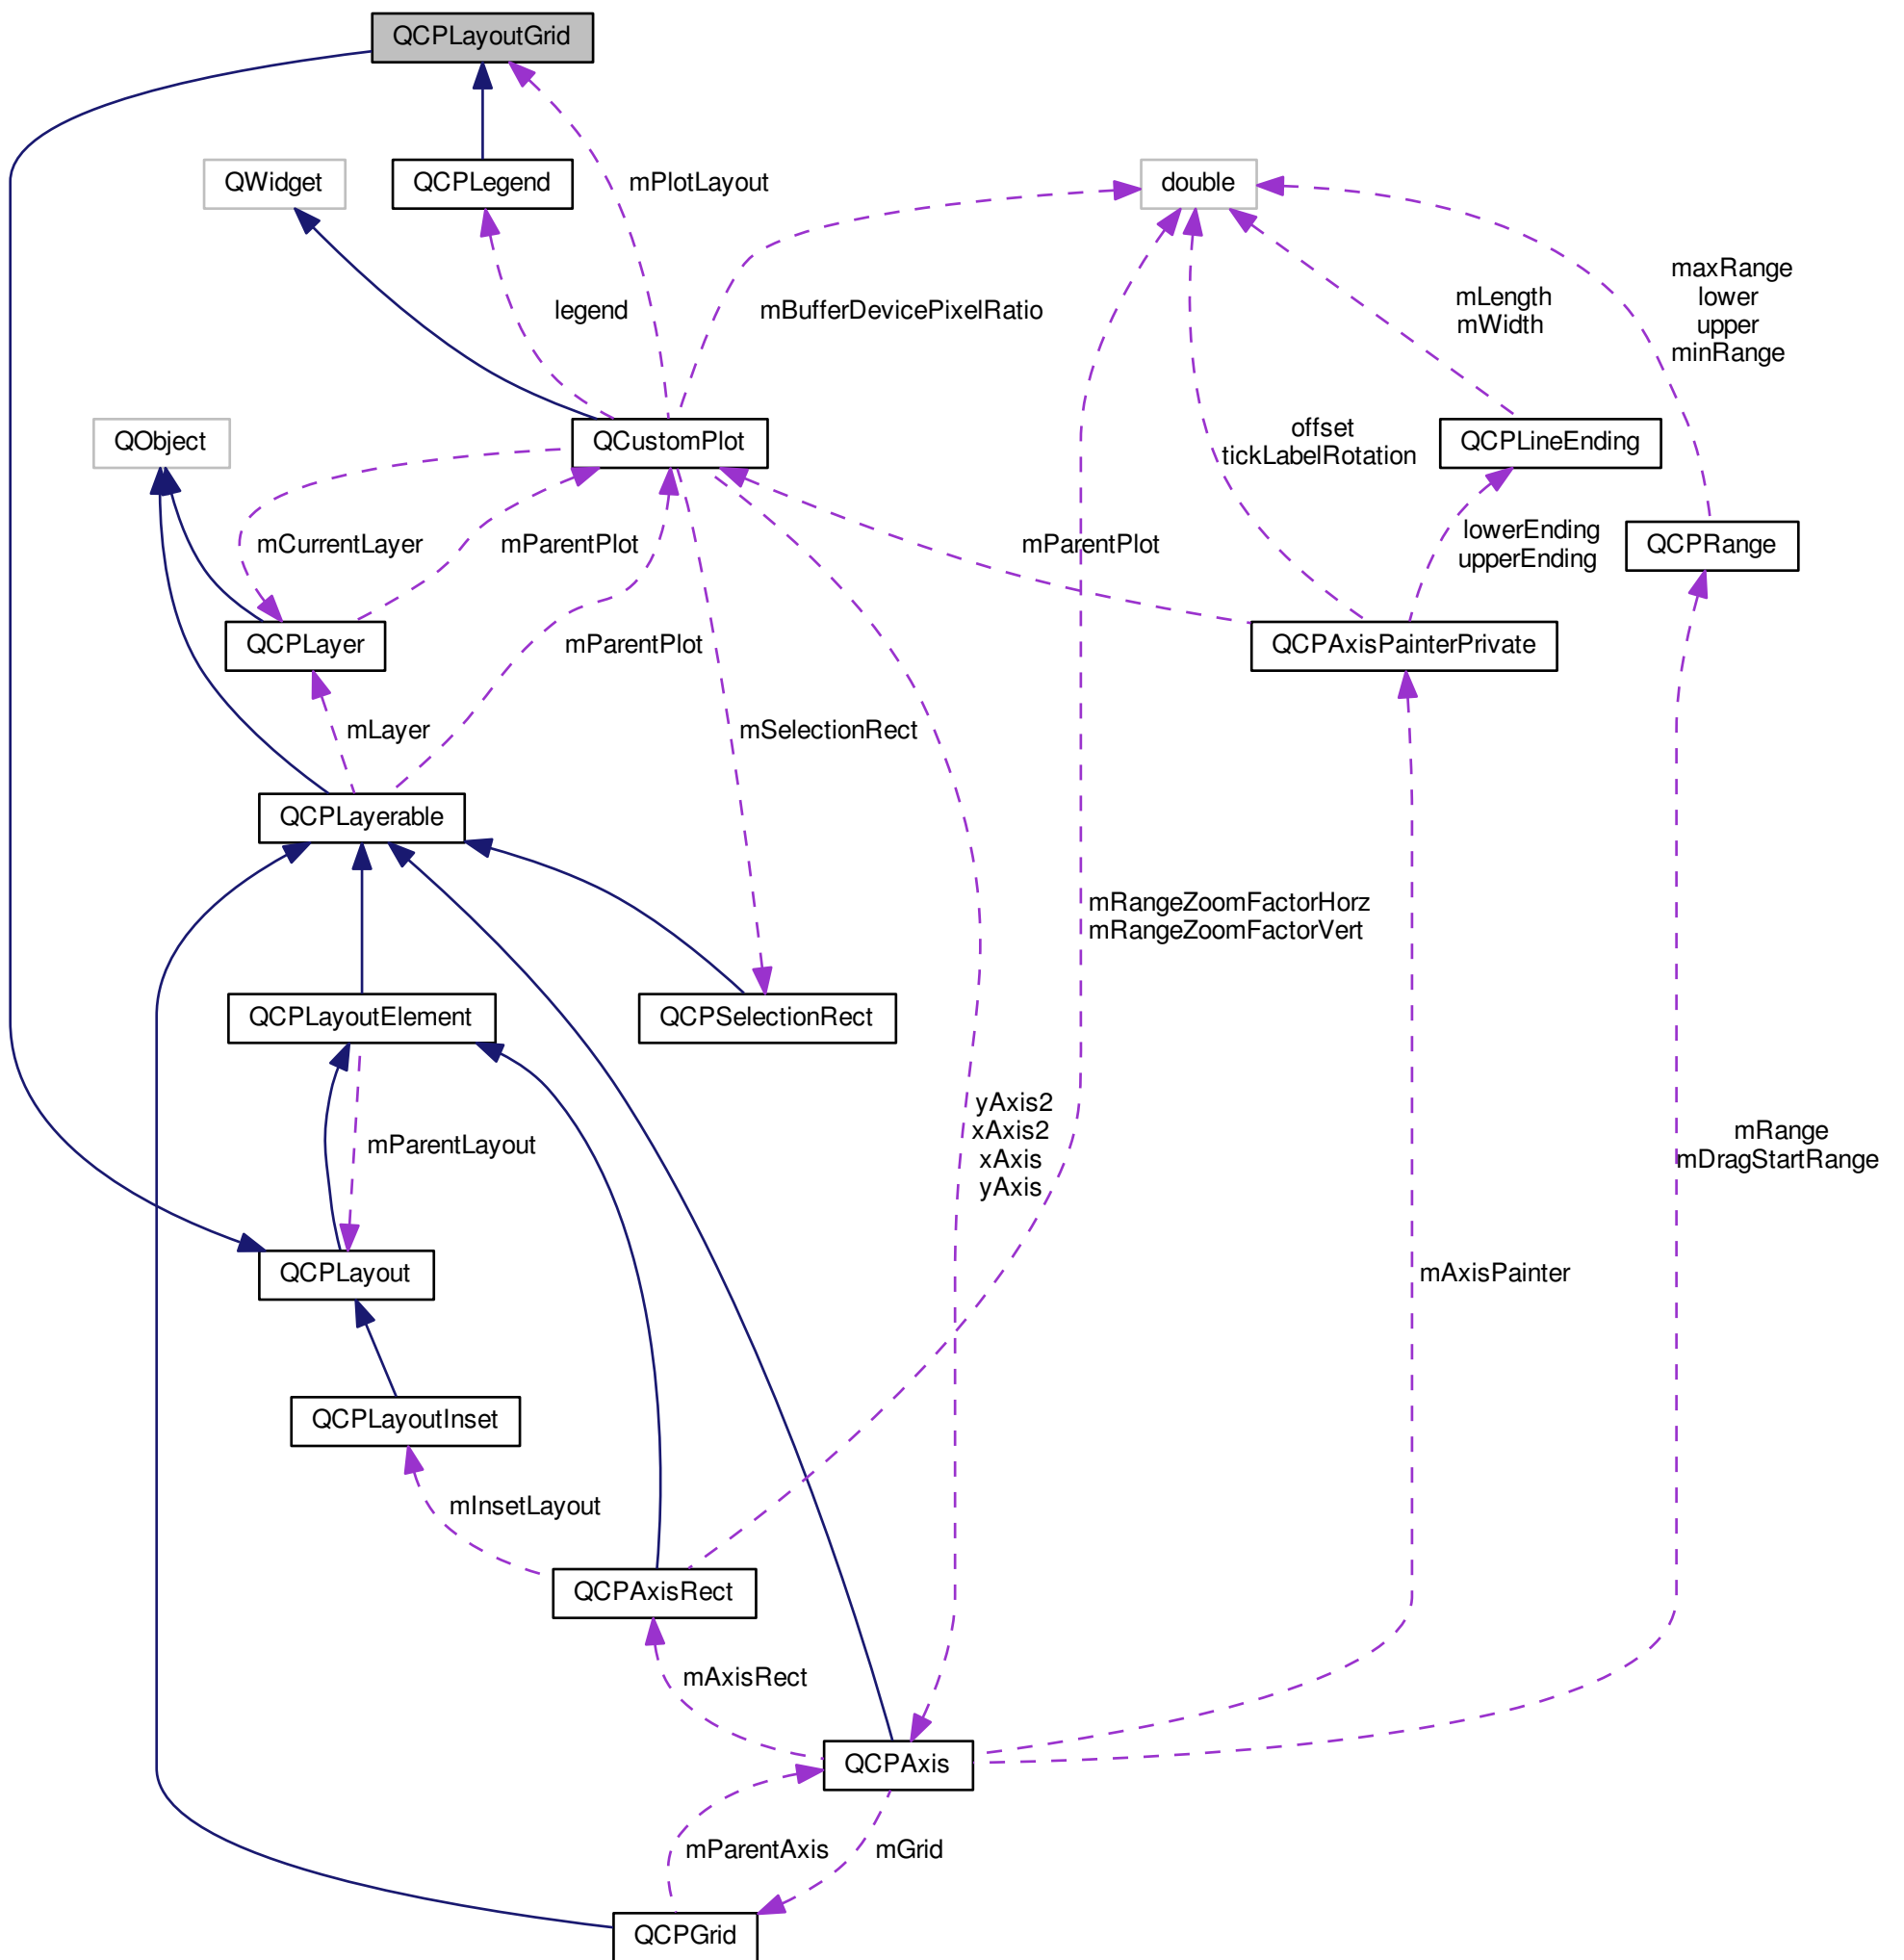 QCPLayoutGrid
QWidget
QCPLegend
mPlotLayout
double
legend
mBufferDevicePixelRatio
mLength
mWidth
maxRange
lower
upper
minRange
QObject
QCustomPlot
offset
tickLabelRotation
QCPLineEnding
mCurrentLayer
mParentPlot
mParentPlot
lowerEnding
upperEnding
QCPRange
QCPLayer
mParentPlot
QCPAxisPainterPrivate
mLayer
mSelectionRect
QCPLayerable
mRangeZoomFactorHorz
mRangeZoomFactorVert
QCPLayoutElement
QCPSelectionRect
mParentLayout
yAxis2
xAxis2
xAxis
yAxis
mRange
mDragStartRange
QCPLayout
mAxisPainter
QCPLayoutInset
mInsetLayout
QCPAxisRect
mAxisRect
QCPAxis
mParentAxis
mGrid
QCPGrid